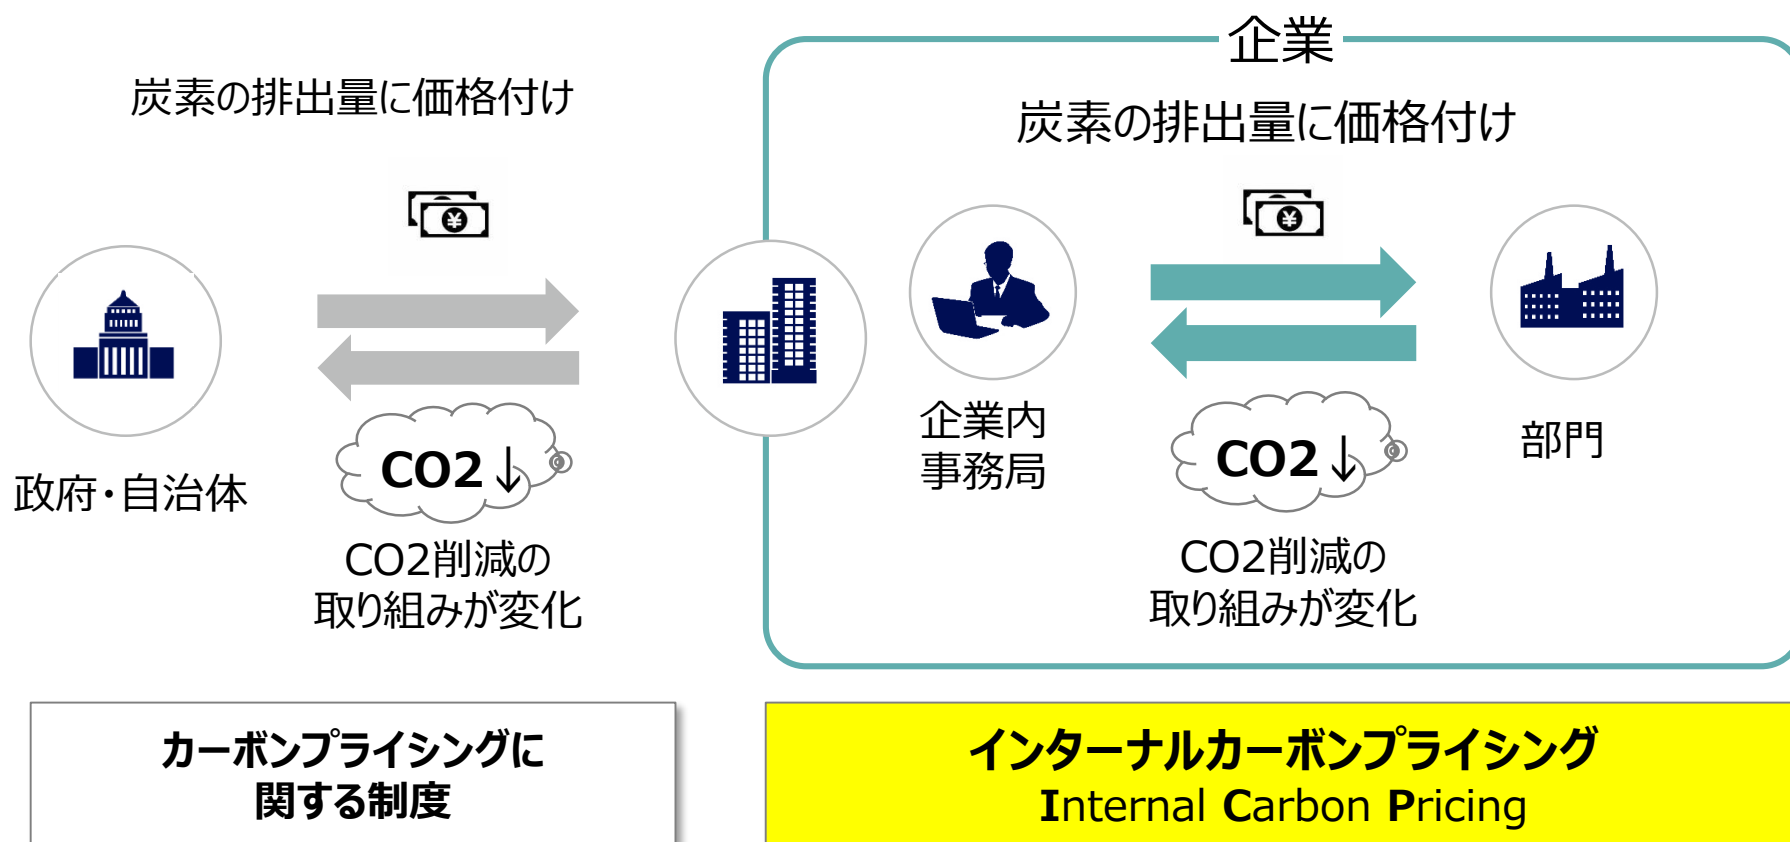 企業
炭素の排出量に価格付け
炭素の排出量に価格付け
¥
¥
政府・自治体
CO2↓
CO2削減の
取り組みが変化
企業内
事務局
CO2↓
CO2削減の
取り組みが変化
部門
カーボンプライシングに
関する制度
インターナルカーボンプライシング
Internal Carbon Pricing